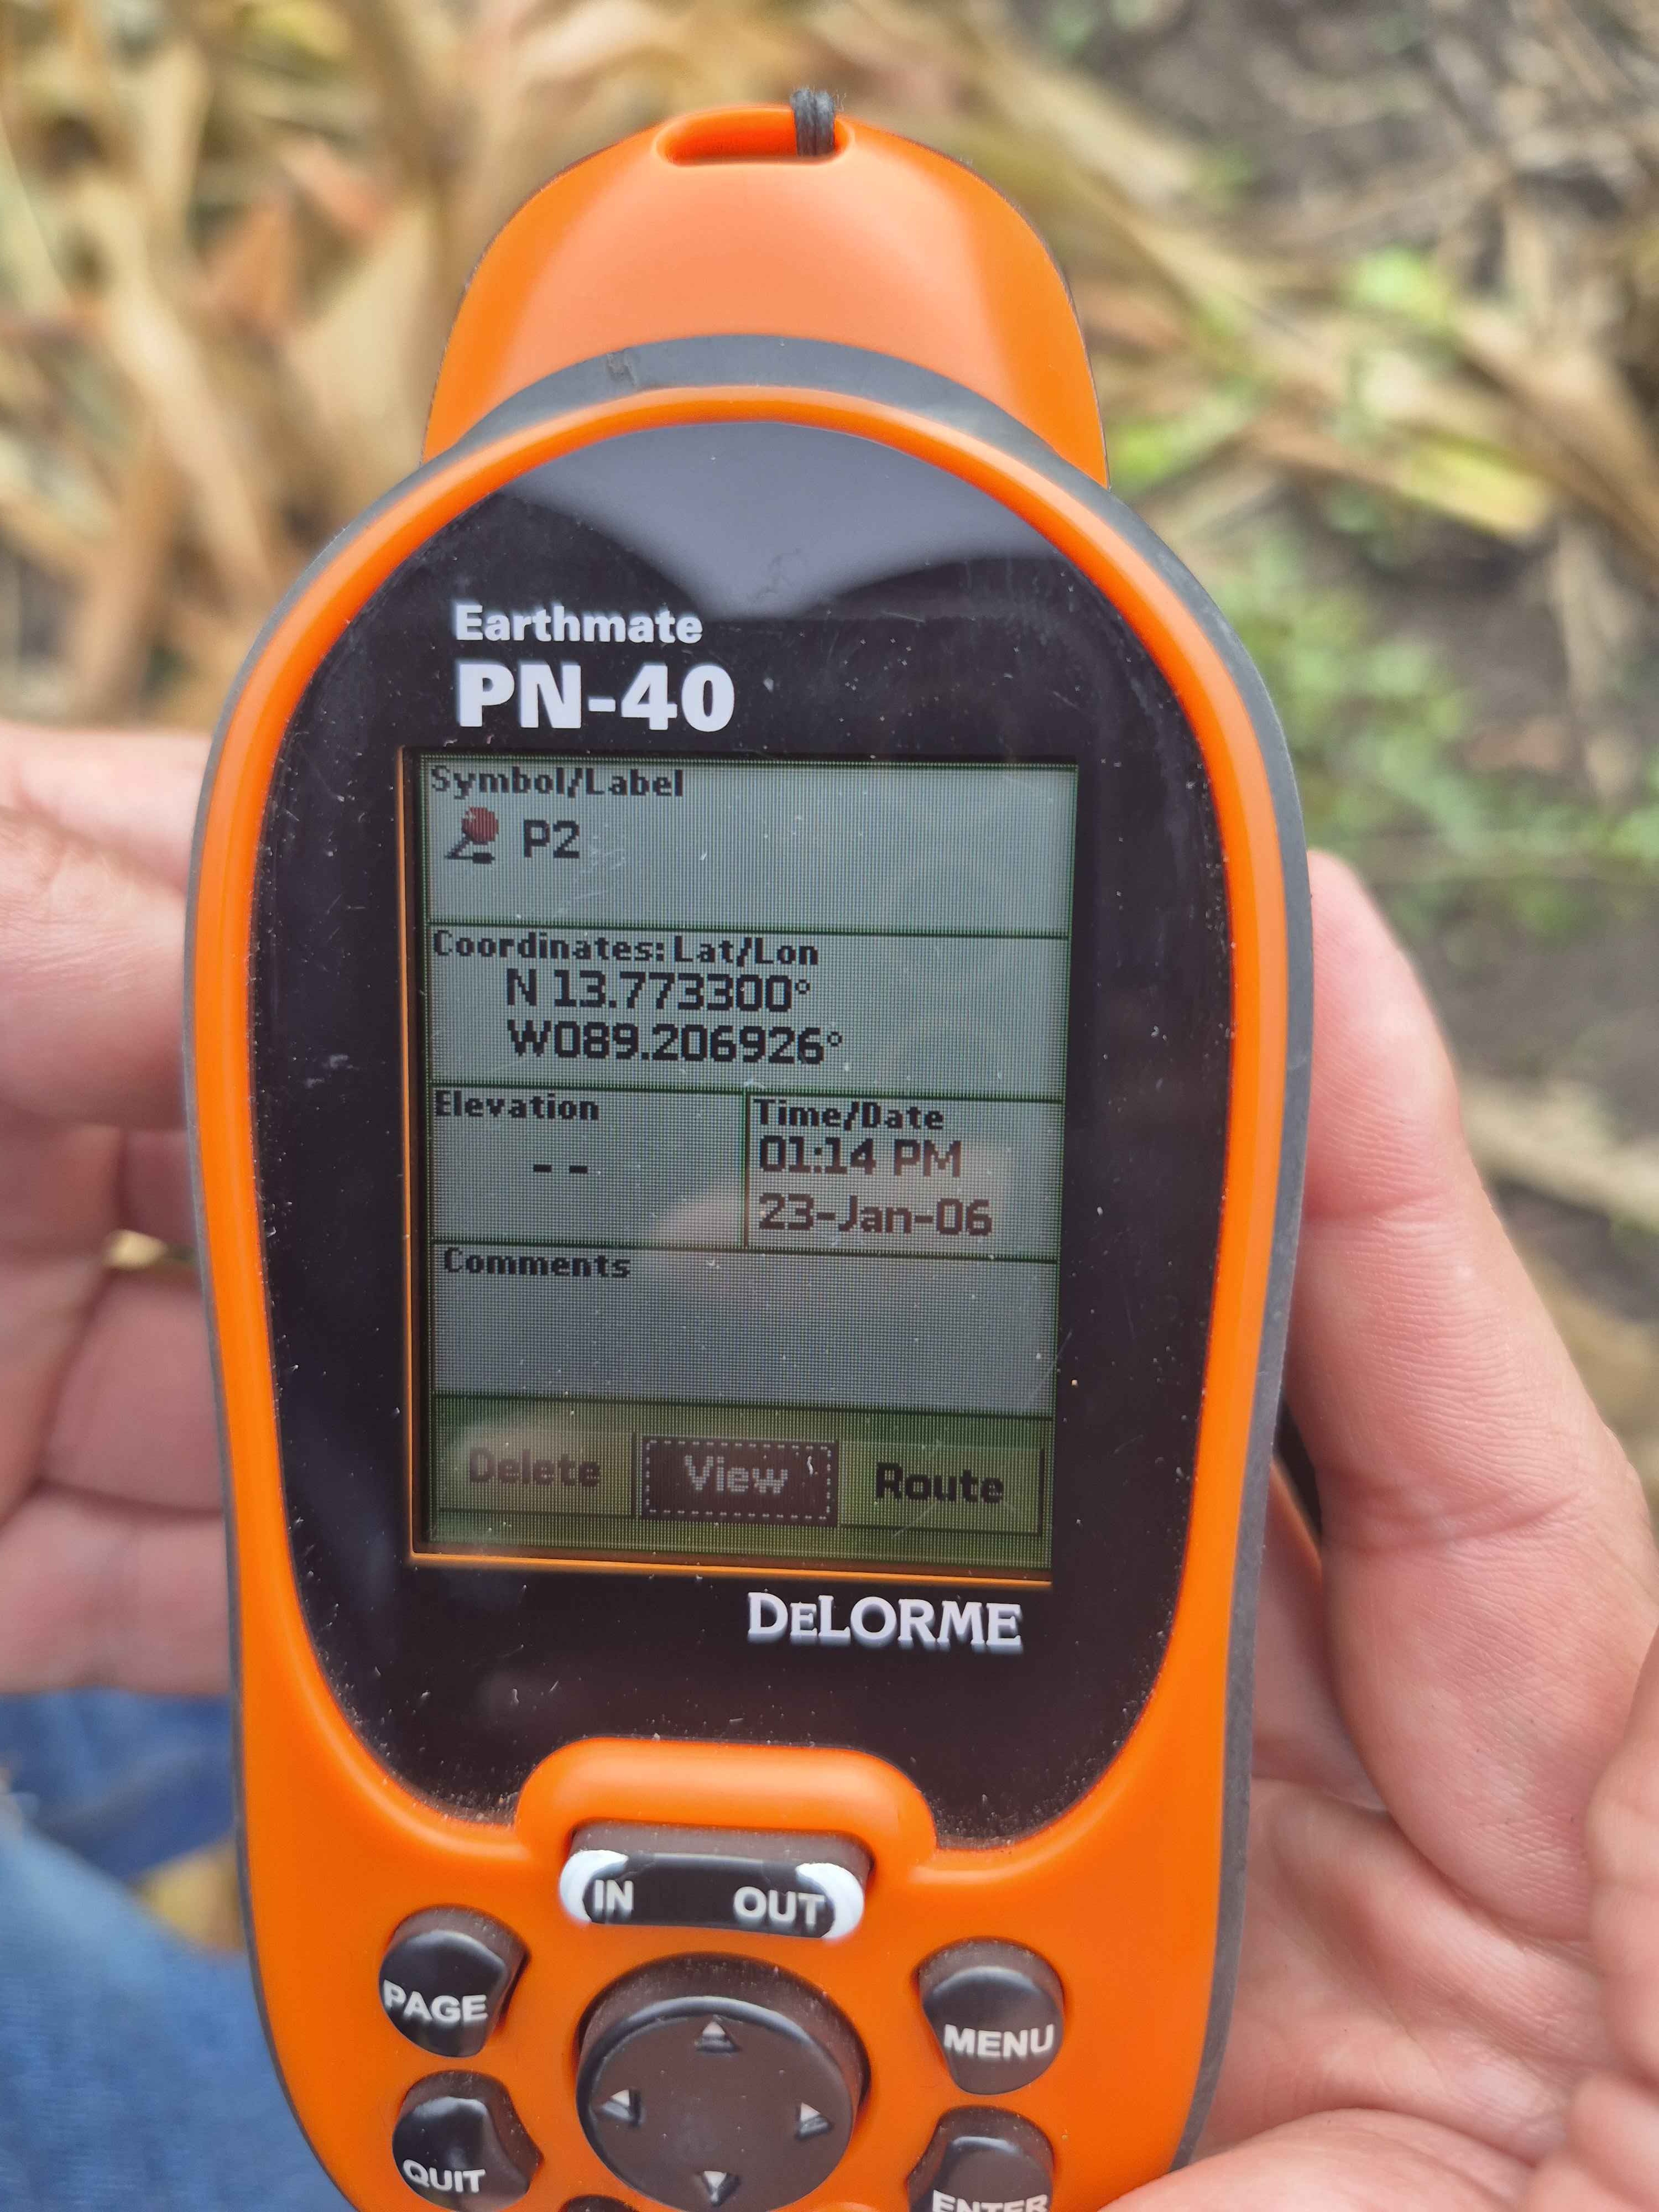 Earthmate
PN-40
Symbol/Label
P2
Coordinates: Lat/Lon
N 13.773300°
W089.206926°
Elevation
--
Time/Date
01:14 PM
23-Jan-06
Comments
Delete View Route
DELORME
IN OUT
PAGE
MENU
QUIT
ENTER